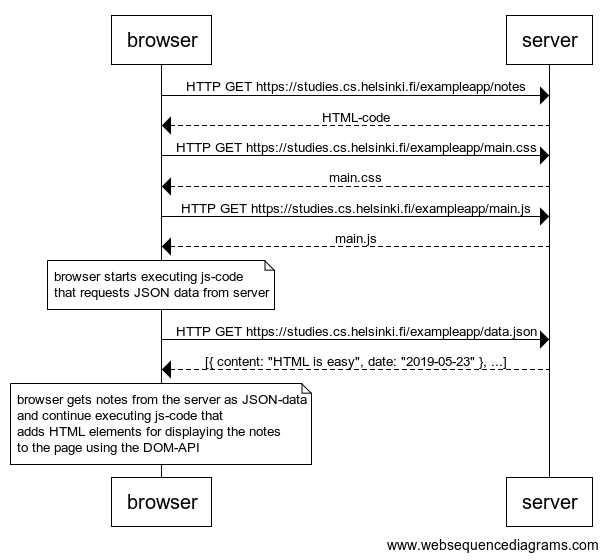 browser server
HTTP GET https://studies.cs.helsinki.fi/exampleapp/notes
HTML-code
HTTP GET https://studies.cs.helsinki.fi/exampleapp/main.css
main.css
HTTP GET https://studies.cs.helsinki.fi/exampleapp/main.js
main.js
browser starts executing js-code
that requests JSON data from server
HTTP GET https://studies.cs.helsinki.fi/exampleapp/data.json
[{ content: "HTML is easy", date: "2019-05-23" }, ...]
browser gets notes from the server as JSON-data
and continue executing js-code that
adds HTML elements for displaying the notes
to the page using the DOM-API
browser server
www.websequencediagrams.com